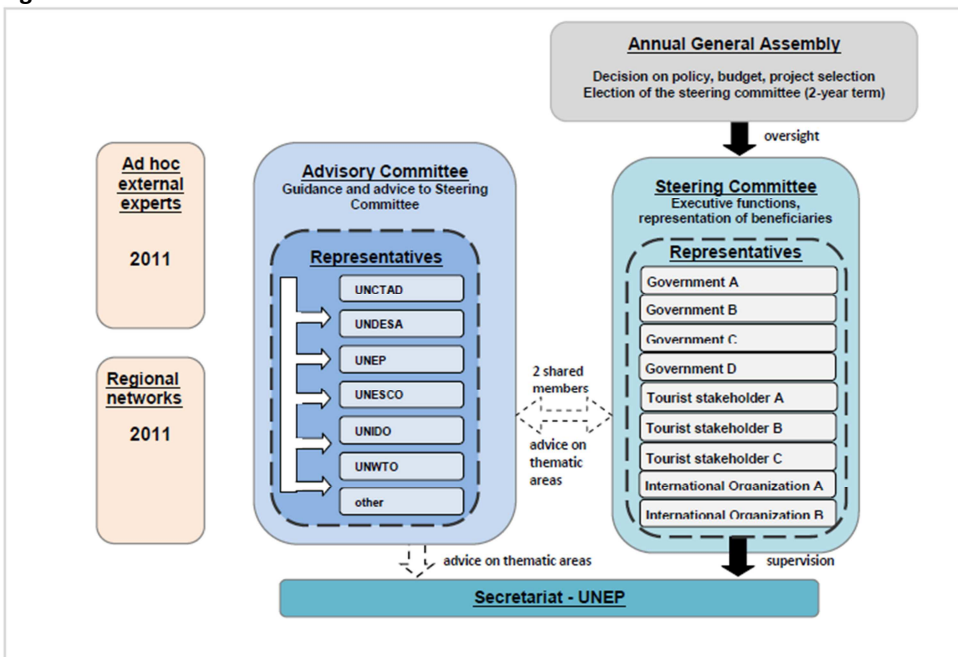 Annual General Assembly
Decision on policy, budget, project selection
Election of the steering committee (2-year term)
oversight
Ad hoc
external
experts
2011
Regional
networks
2011
Advisory Committee
Guidance and advice to Steering
Committee
Representatives
UNCTAD
UNDESA
UNEP
UNESCO
UNIDO
UNWTO
other
2 shared
members
advice on
thematic
areas
Steering Committee
Executive functions,
representation of beneficiaries
Representatives
Government A
Government B
Government C
Government D
Tourist stakeholder A
Tourist stakeholder B
Tourist stakeholder C
International Organization A
International Organization B
advice on thematic areas
supervision
Secretariat - UNEP